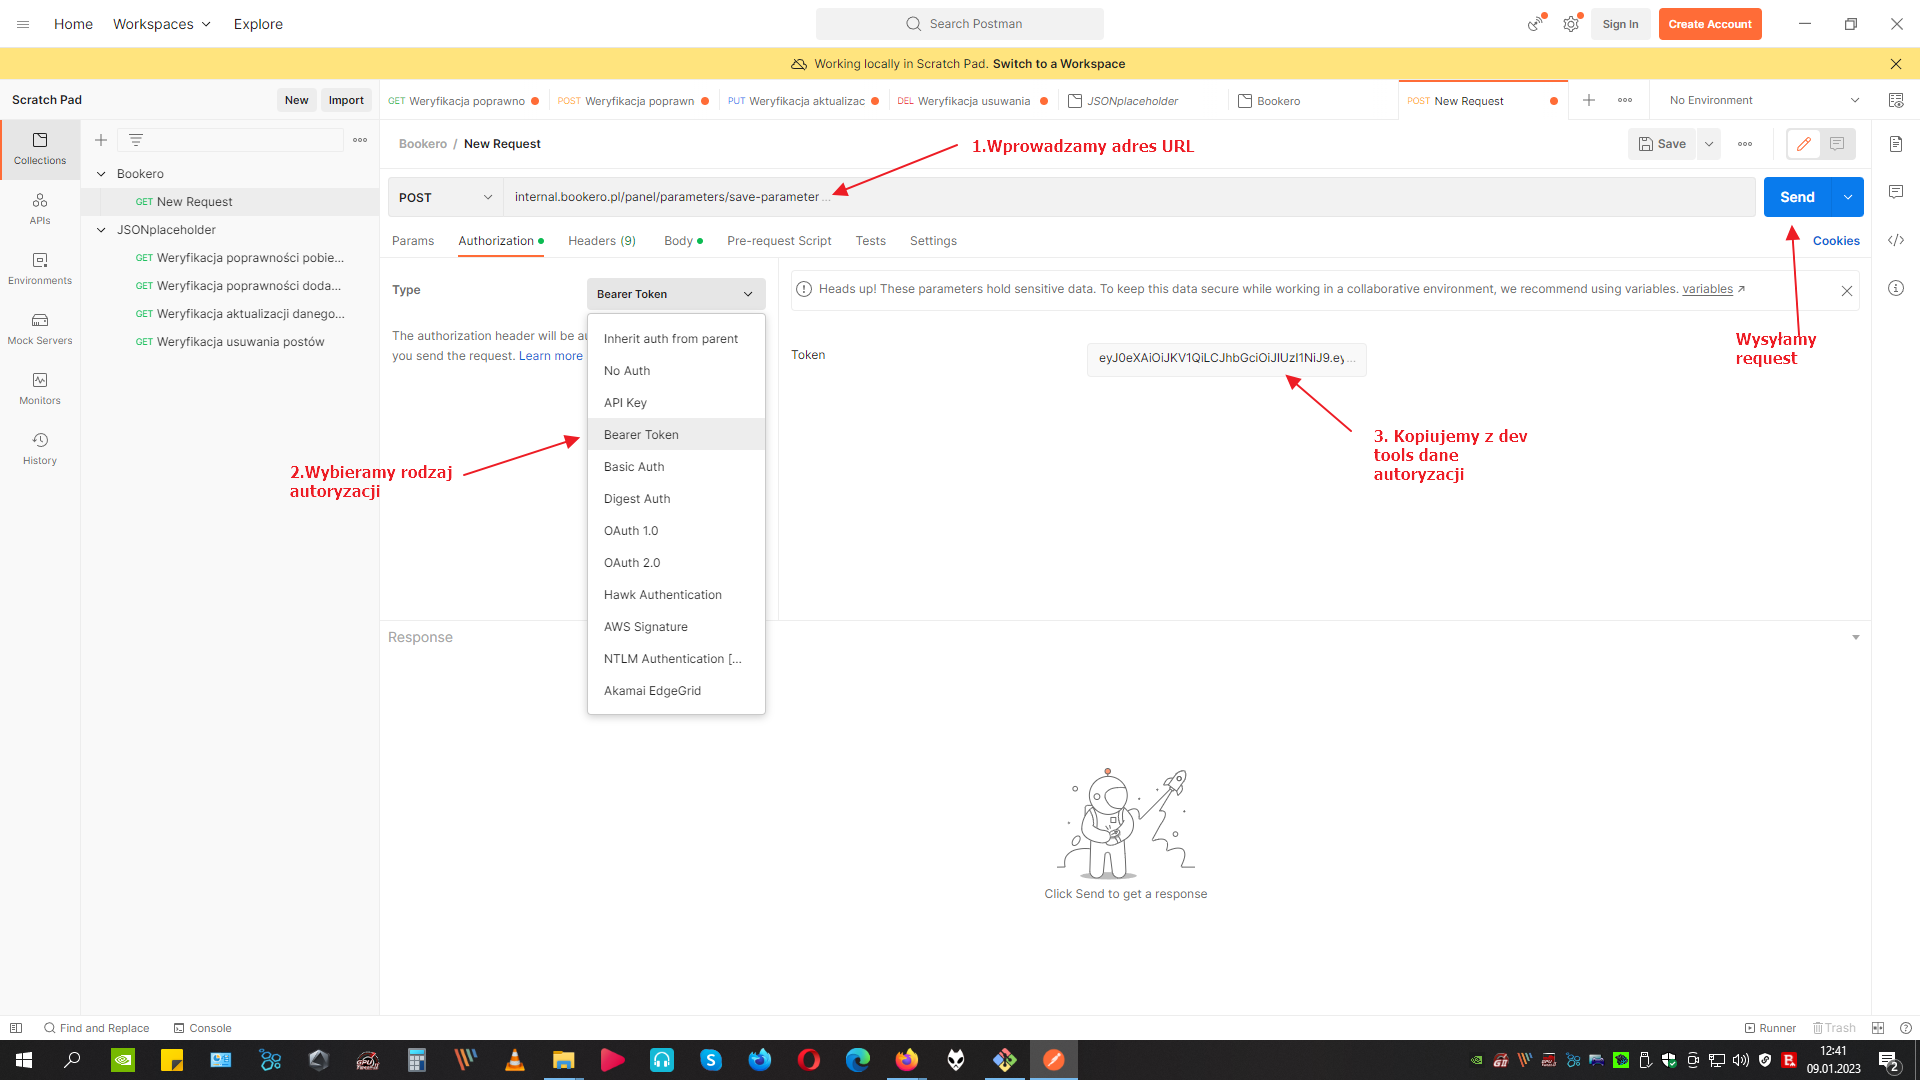 Home Workspaces Explore Search Postman Sign In Create Account
Working locally in Scratch Pad. Switch to a Workspace
Scratch Pad New Import
GET Weryfikacja poprawno POST Weryfikacja poprawn PUT Weryfikacja aktualizac DEL Weryfikacja usuwania JSONplaceholder Bookero POST New Request No Environment
Collections
APIs
Environments
Mock Servers
Monitors
History
Bookero
GET New Request
JSONplaceholder
GET Weryfikacja poprawności pobie...
GET Weryfikacja poprawności doda...
GET Weryfikacja aktualizacji danego...
GET Weryfikacja usuwania postów
Bookero / New Request
1.Wprowadzamy adres URL
Save
POST internal.bookero.pl/panel/parameters/save-parameter ... Send
Params Authorization Headers (9) Body Pre-request Script Tests Settings Cookies
Type Bearer Token
The authorization header will be au
you send the request. Learn more
Inherit auth from parent
No Auth
API Key
Bearer Token
Basic Auth
Digest Auth
OAuth 1.0
OAuth 2.0
Hawk Authentication
AWS Signature
NTLM Authentication [...
Akamai EdgeGrid
2.Wybieramy rodzaj
autoryzacji
Heads up! These parameters hold sensitive data. To keep this data secure while working in a collaborative environment, we recommend using variables. variables
Token eyJ0eXAiOiJKV1QiLCJhbGciOiJIUzI1NiJ9.ey...
Wysyłamy
request
3. Kopiujemy z dev
tools dane
autoryzacji
Response
Click Send to get a response
Find and Replace Console Runner Trash
12:41
09.01.2023
2